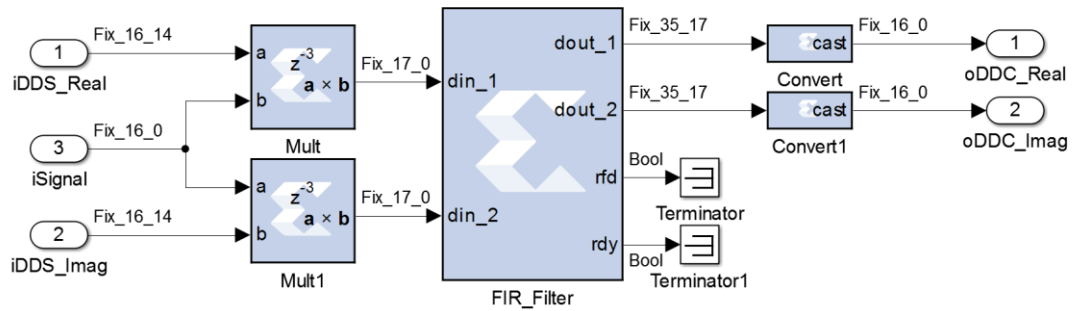 Fix_16_14
1
iDDS_Real
Fix_16_0
3
iSignal
Fix_16_14
2
iDDS_Imag
a
b
z-3
a × b
Mult
a
b
z-3
a × b
Mult1
Fix_17_0
Fix_17_0
din_1
din_2
dout_1
dout_2
rfd
rdy
FIR_Filter
Fix_35_17
Fix_35_17
Bool
Bool
Terminator
Terminator1
cast
Convert
cast
Convert1
Fix_16_0
Fix_16_0
1
oDDC_Real
2
oDDC_Imag